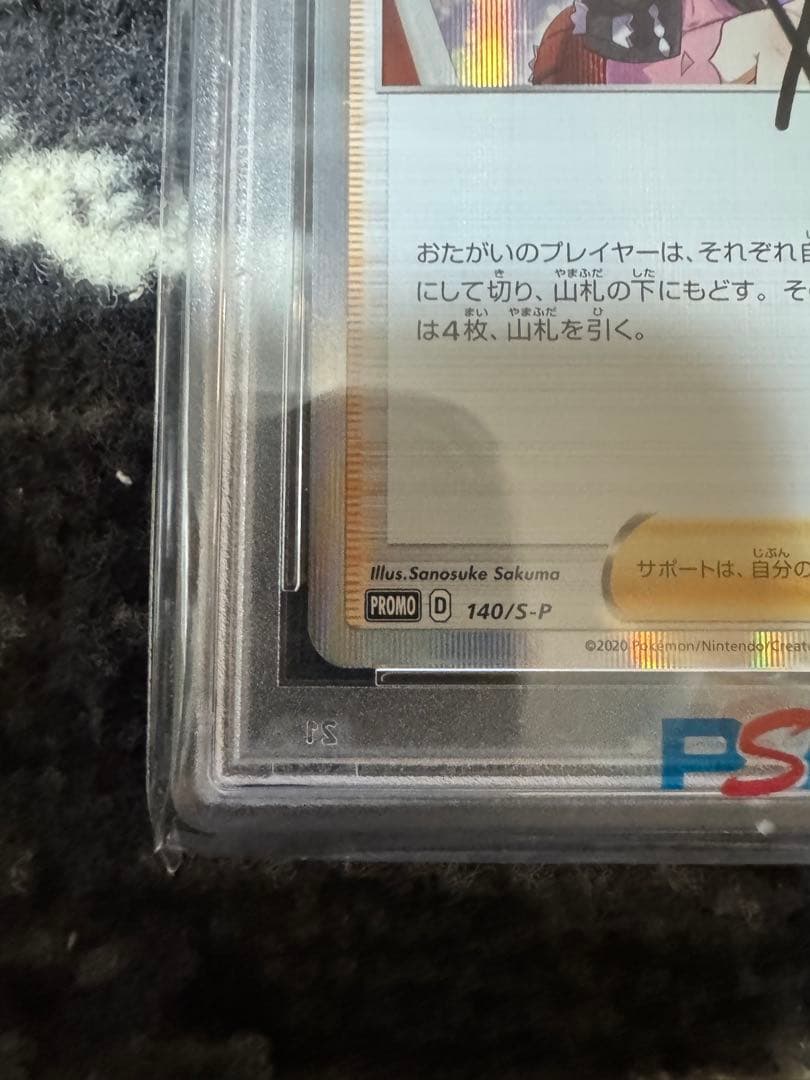 おたがいのプレイヤーは、それぞれ
にして切り、山札の下にもどす。そ
は4枚、山札を引く。
Illus.Sanosuke Sakuma
サポートは、自分の
PROMO D 140/S-P
©2020 Pokémon/Nintendo/Creat
21
PS